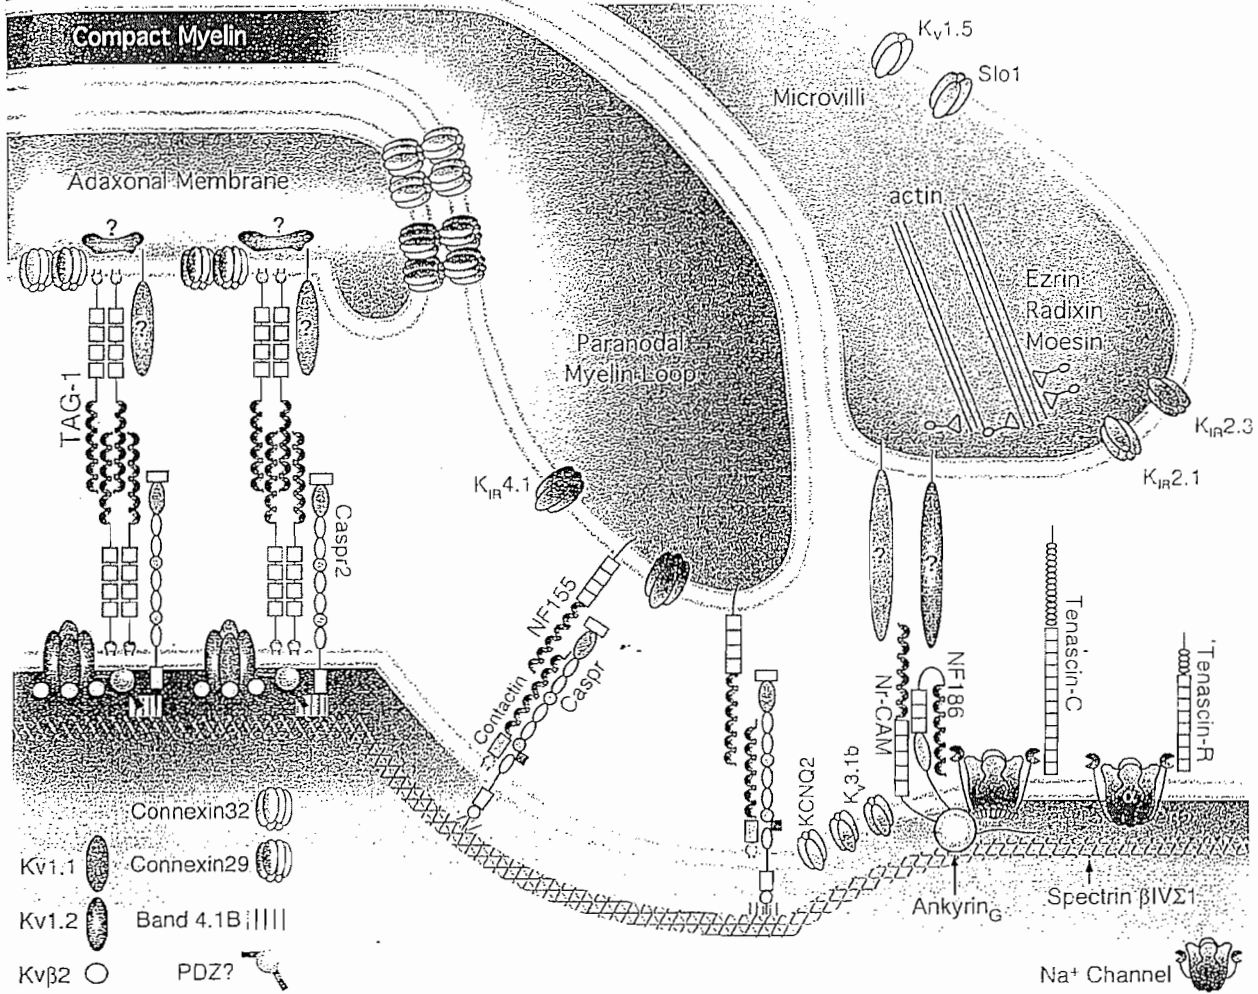 Compact Myelin
Kv1.5
Slo1
Microvilli
Adaxonal Membrane
actin
?
?
Ezrin
Radixin
Moesin
?
?
Paranodal
Myelin Loop
TAG-1
KIR2.3
KIR4.1
KIR2.1
Caspr2
?
?
NF155
Tenascin-C
Contactin
Caspr
Nr-CAM
NF186
Tenascin-R
KCNQ2
Kv3.1b
Connexin32
Kv1.1
Connexin29
Kv1.2
Band 4.1B
AnkyrinG
Spectrin βIVΣ1
Kvβ2
PDZ?
Na+ Channel